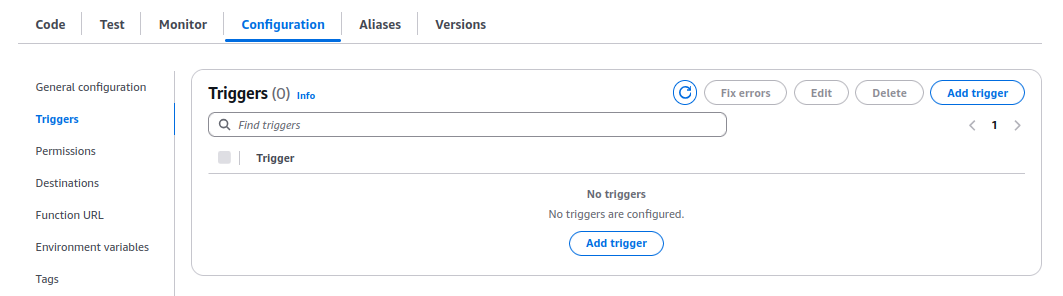 Code Test Monitor Configuration Aliases Versions
General configuration
Triggers
Permissions
Destinations
Function URL
Environment variables
Tags
Triggers (0) Info
Fix errors Edit Delete Add trigger
Find triggers
1
Trigger
No triggers
No triggers are configured.
Add trigger